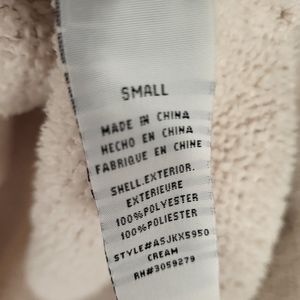 SMALL
MADE IN CHINA
HECHO EN CHINA
FABRIQUE EN CHINE
SHELL.EXTERIOR.
EXTERIEURE
100%POLYESTER
100%POLIESTER
STYLE#ASJKX5950
CREAM
RN#3059279